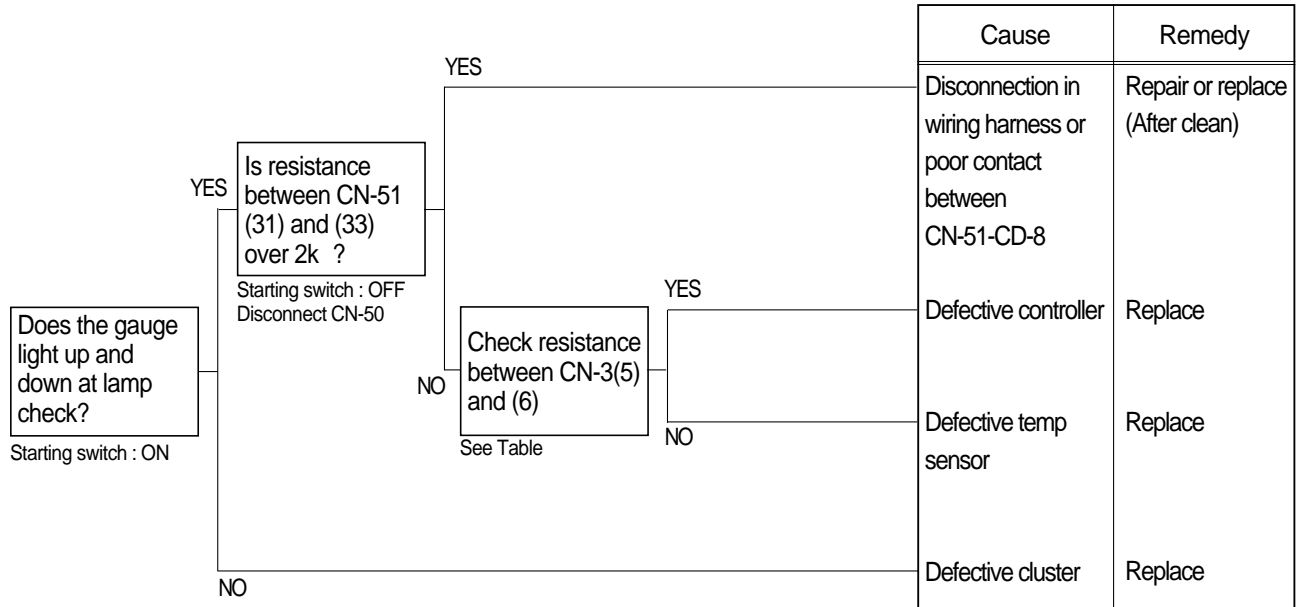 Cause
Remedy
YES
Disconnection in
wiring harness or
poor contact
between
CN-51-CD-8
Repair or replace
(After clean)
YES
Is resistance
between CN-51
(31) and (33)
over 2k ?
Starting switch : OFF
Disconnect CN-50
YES
Defective controller
Replace
Does the gauge
light up and
down at lamp
check?
Starting switch : ON
NO
Check resistance
between CN-3(5)
and (6)
See Table
NO
Defective temp
sensor
Replace
NO
Defective cluster
Replace